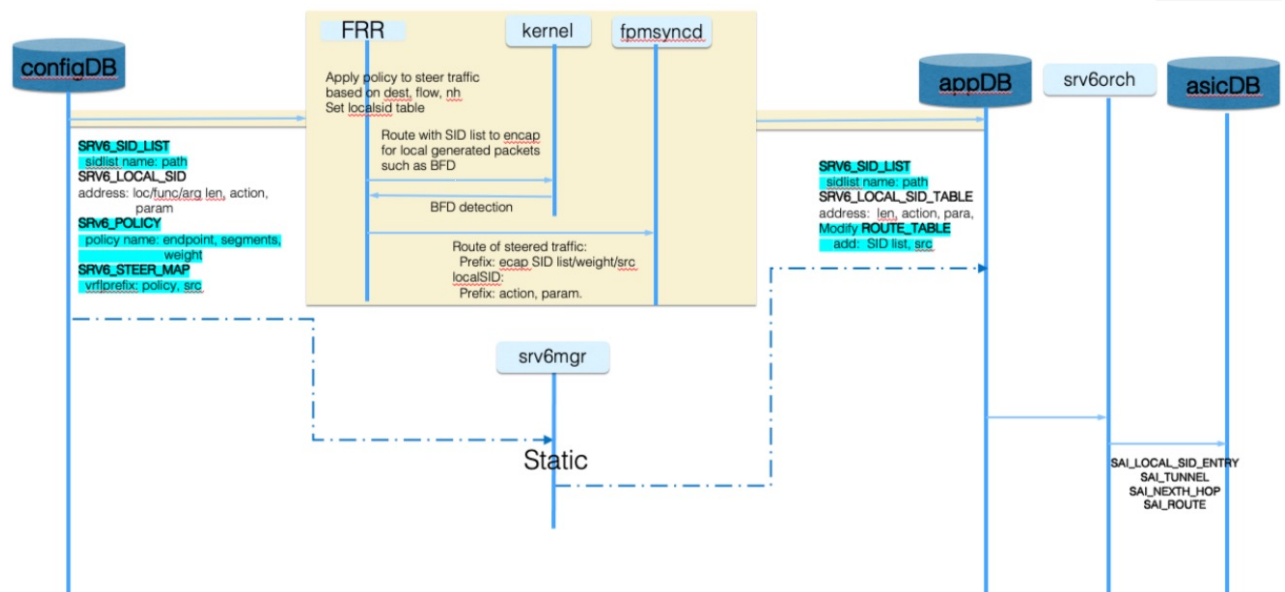 FRR
kernel
fpmsyncd
configDB
appDB
srv6orch
asicDB
Apply policy to steer traffic
based on dest, flow, nh
Set localsid table
Route with SID list to encap
for local generated packets
such as BFD
BFD detection
Route of steered traffic:
Prefix: ecap SID list/weight/src
localSID:
Prefix: action, param.
SRV6_SID_LIST
sidlist name: path
SRV6_LOCAL_SID
address: loc/func/arg len, action,
param
SRv6_POLICY
policy name: endpoint, segments,
weight
SRV6_STEER_MAP
vrf|prefix: policy, src
SRV6_SID_LIST
sidlist name: path
SRV6_LOCAL_SID_TABLE
address: len, action, para,
Modify ROUTE_TABLE
add: SID list, src
srv6mgr
Static
SAI_LOCAL_SID_ENTRY
SAI_TUNNEL
SAI_NEXTH_HOP
SAI_ROUTE